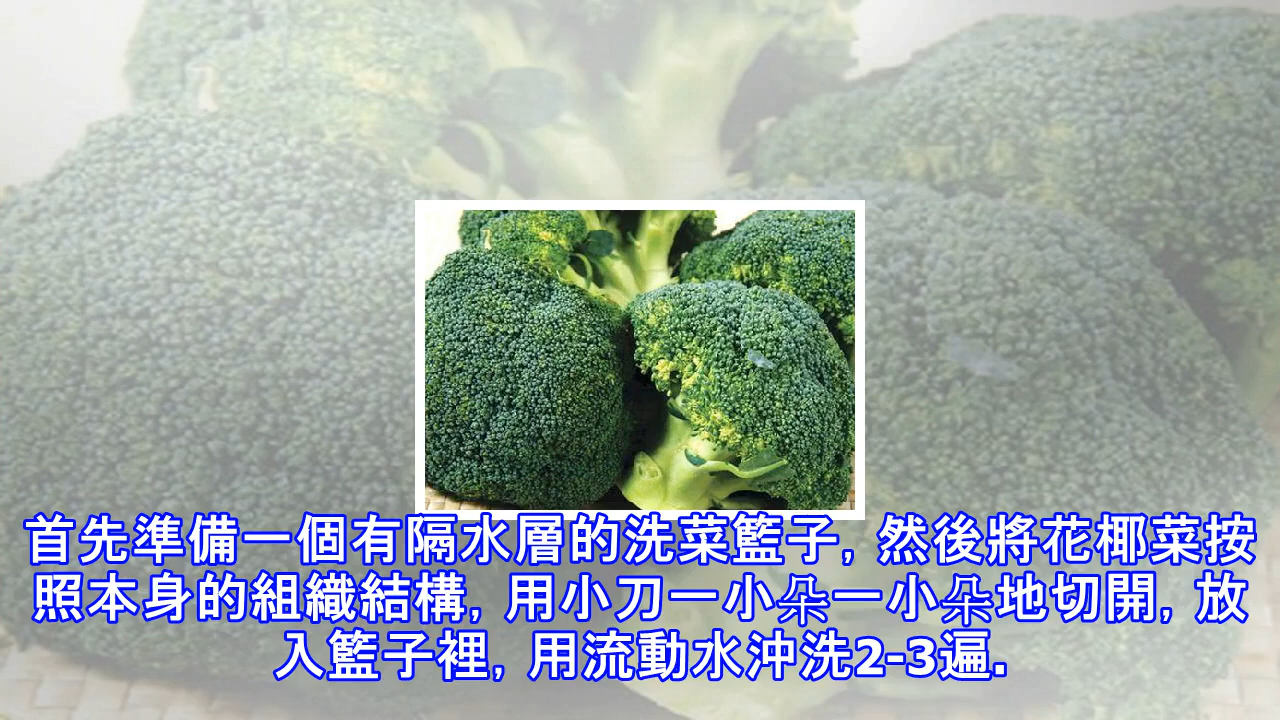 首先準備一個有隔水層的洗菜籃子, 然後將花椰菜按
照本身的組織結構, 用小刀一小朵一小朵地切開, 放
入籃子裡, 用流動水沖洗2-3遍.